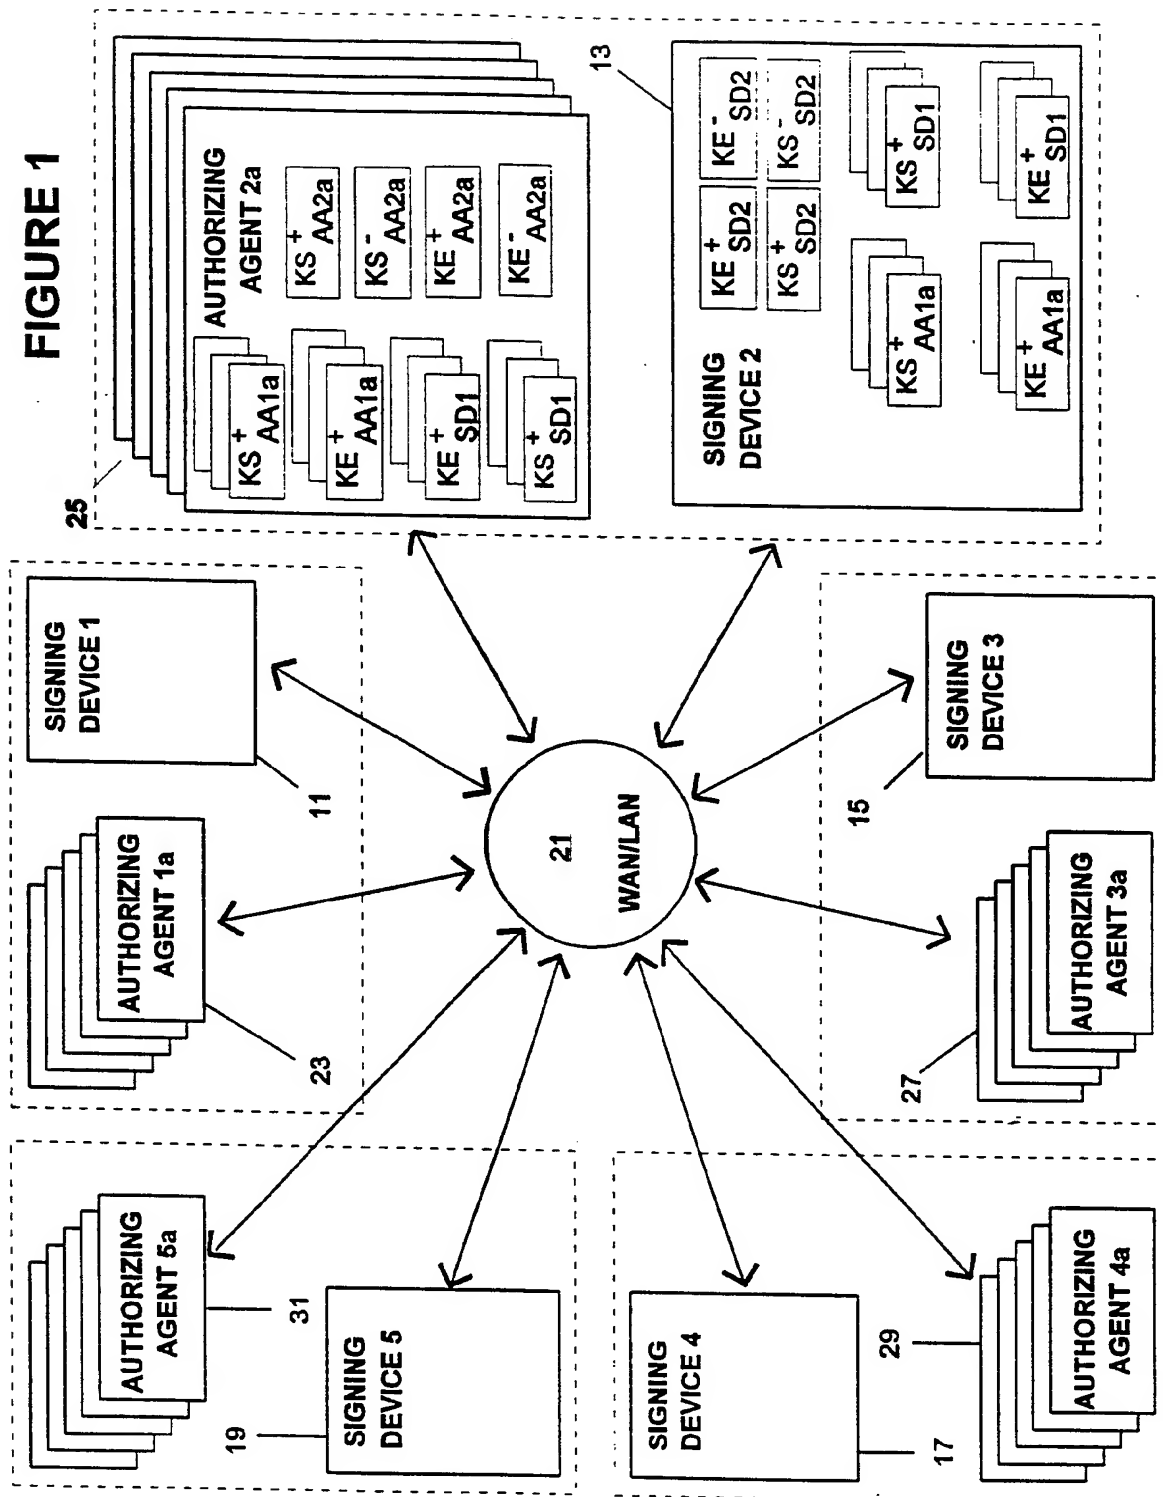 FIGURE 1
SIGNING
DEVICE 5
19
AUTHORIZING
AGENT 5a
31
AUTHORIZING
AGENT 1a
23
SIGNING
DEVICE 1
11
25
AUTHORIZING
AGENT 2a
KS+ AA1a
KE+ AA1a
KE+ SD1
KS+ SD1
KS+ AA2a
KS- AA2a
KE+ AA2a
KE- AA2a
21
WAN/LAN
13
SIGNING
DEVICE 2
KE+ SD2
KE- SD2
KS+ SD2
KS- SD2
KS+ AA1a
KS+ SD1
KE+ AA1a
KE+ SD1
SIGNING
DEVICE 4
17
29
AUTHORIZING
AGENT 4a
27
AUTHORIZING
AGENT 3a
15
SIGNING
DEVICE 3